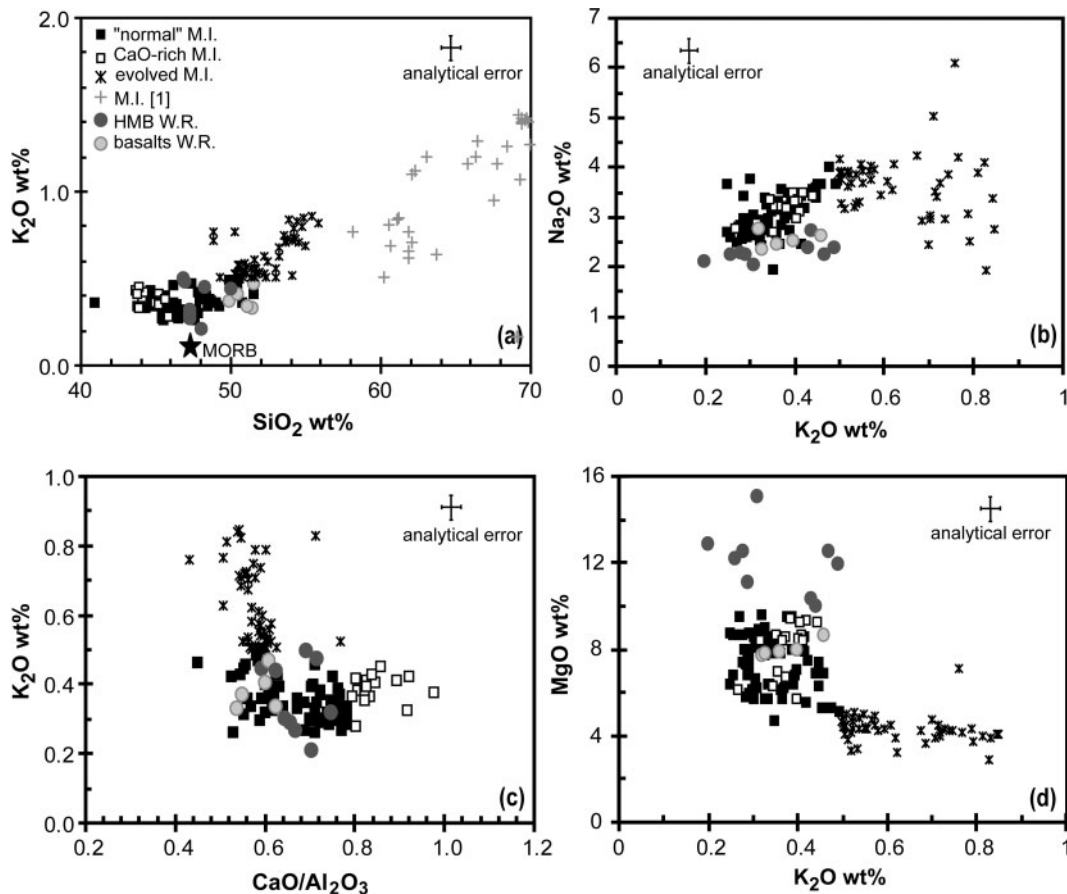 2.0
"normal" M.I.
CaO-rich M.I.
evolved M.I.
M.I. [1]
HMB W.R.
basalts W.R.
analytical error
K2O wt%
1.0
MORB
(a)
0.0
40
50
60
70
SiO2 wt%
7
6
analytical error
5
Na2O wt%
4
3
2
1
(b)
0
0
0.2
0.4
0.6
0.8
1
K2O wt%
1.0
analytical error
0.8
K2O wt%
0.6
0.4
0.2
(c)
0.0
0.2
0.4
0.6
0.8
1.0
1.2
CaO/Al2O3
16
analytical error
12
MgO wt%
8
4
(d)
0
0
0.2
0.4
0.6
0.8
1
K2O wt%